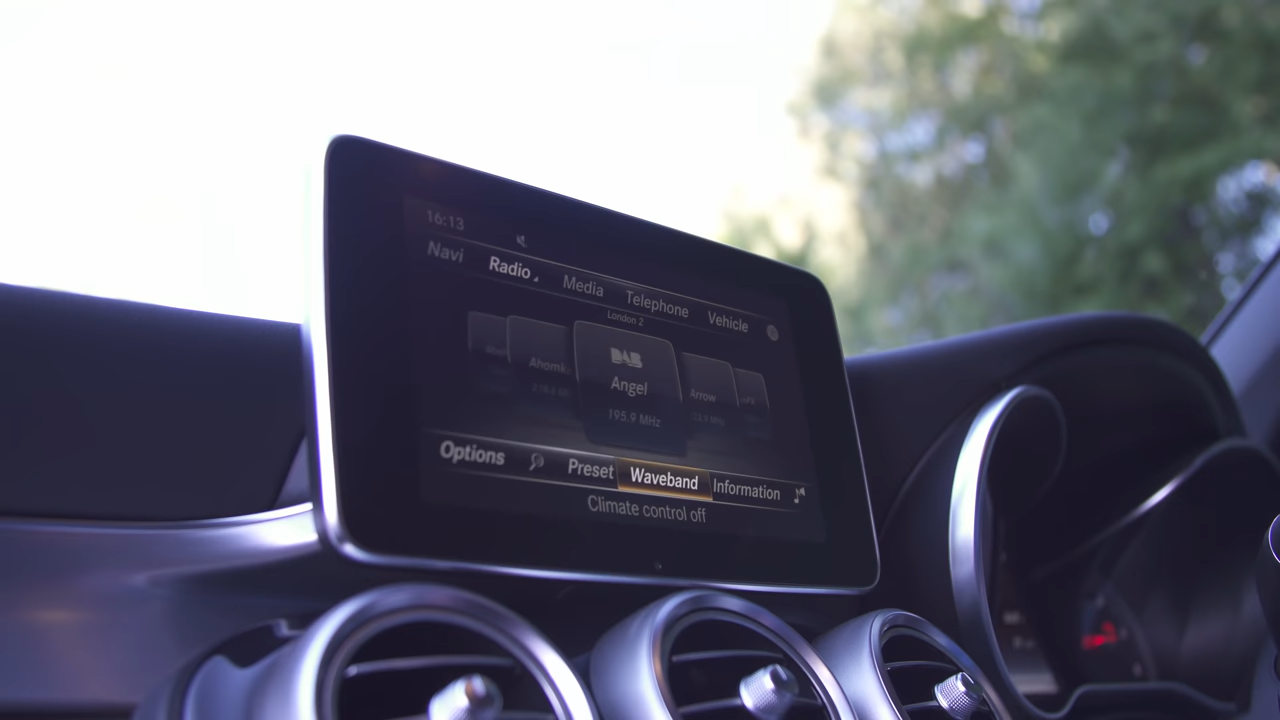 16:13
Navi Radio Media Telephone Vehicle
London 2
Ahomk Arrow
DAB
Angel
195.9 MHz
Options Preset Waveband Information
Climate control off